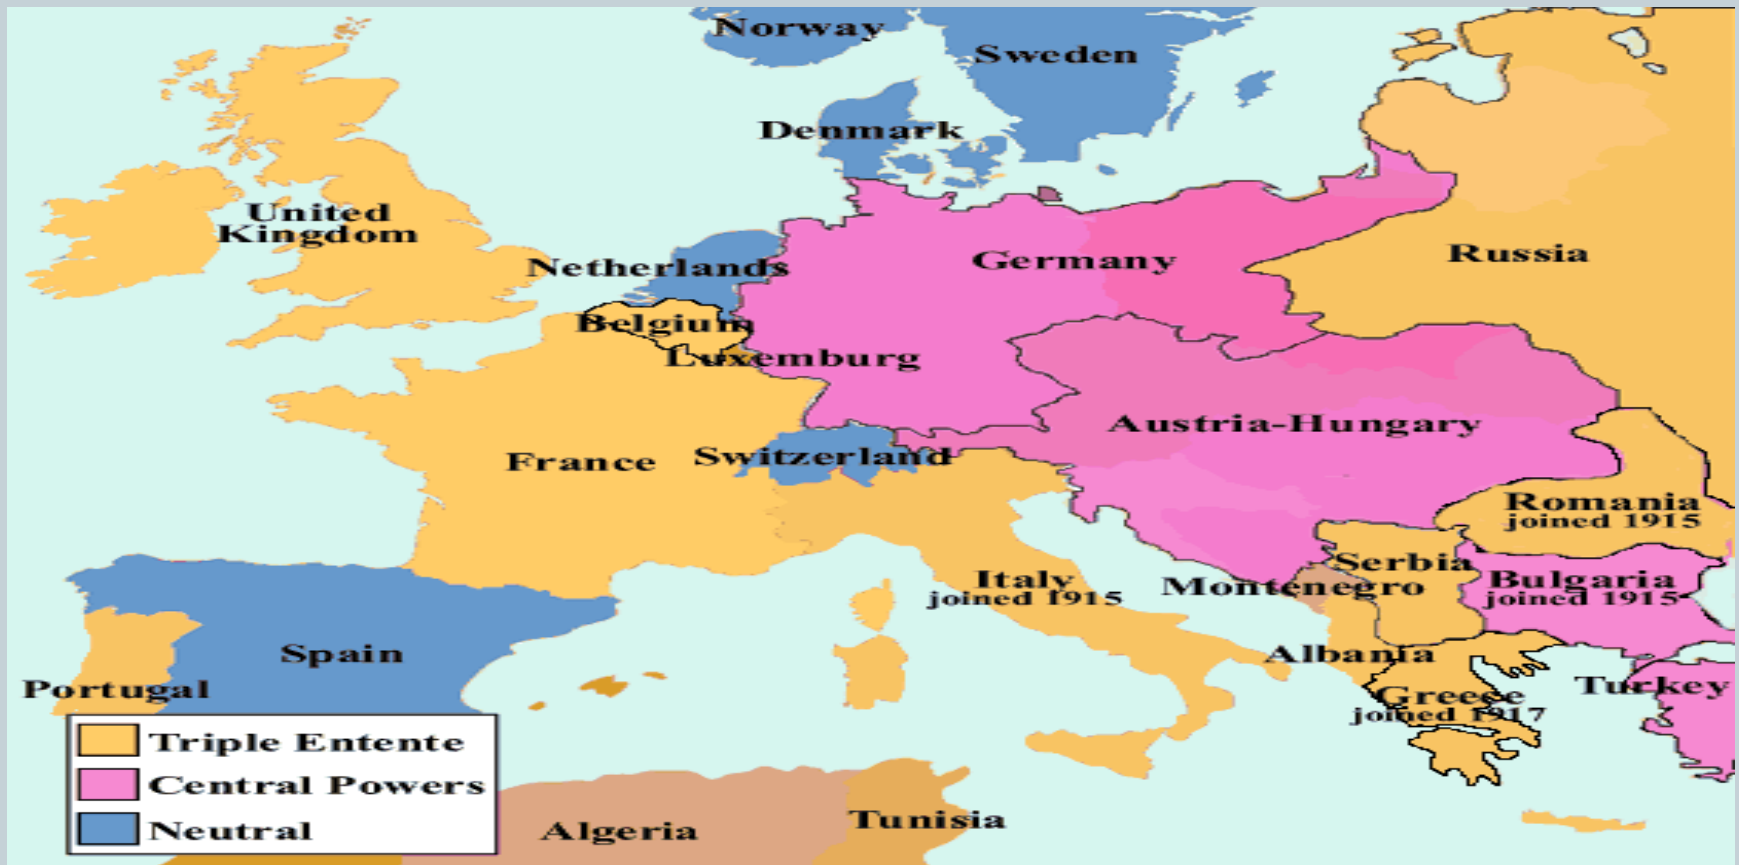 Norway
Sweden
Denmark
United
Kingdom
Netherlands
Germany
Russia
Belgium
Luxemburg
Austria-Hungary
France
Switzerland
Romania
joined 1915
Serbia
Italy
joined 1915
Montenegro
Bulgaria
joined 1915
Spain
Albania
Portugal
Greece
joined 1917
Turkey
Triple Entente
Central Powers
Neutral
Algeria
Tunisia